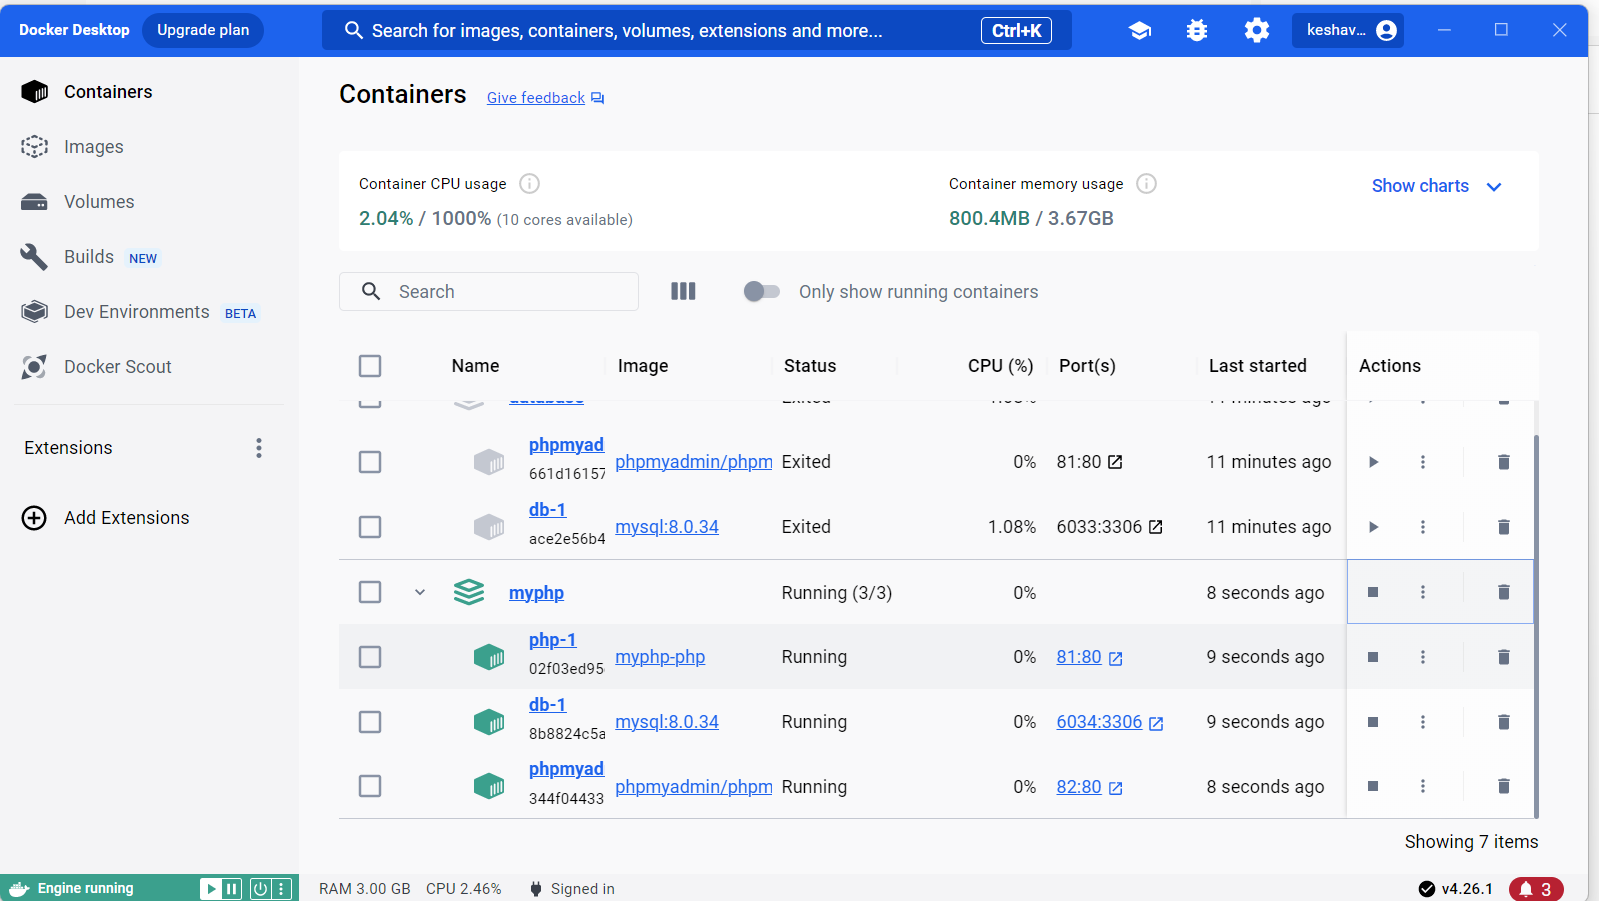 Docker Desktop Upgrade plan Search for images, containers, volumes, extensions and more... Ctrl+K keshav...
Containers
Images
Volumes
Builds NEW
Dev Environments BETA
Docker Scout
Extensions
Add Extensions
Containers Give feedback
Container CPU usage
2.04% / 1000% (10 cores available)
Container memory usage
800.4MB / 3.67GB
Show charts
Search
Only show running containers
Name Image Status CPU (%) Port(s) Last started Actions
database Exited 11 minutes ago
phpmyad
661d16157
phpmyadmin/phpm Exited 0% 81:80 11 minutes ago
db-1
ace2e56b4
mysql:8.0.34 Exited 1.08% 6033:3306 11 minutes ago
myphp Running (3/3) 0% 8 seconds ago
php-1
02f03ed95
myphp-php Running 0% 81:80 9 seconds ago
db-1
8b8824c5a
mysql:8.0.34 Running 0% 6034:3306 9 seconds ago
phpmyad
344f04433
phpmyadmin/phpm Running 0% 82:80 8 seconds ago
Showing 7 items
Engine running RAM 3.00 GB CPU 2.46% Signed in v4.26.1 3